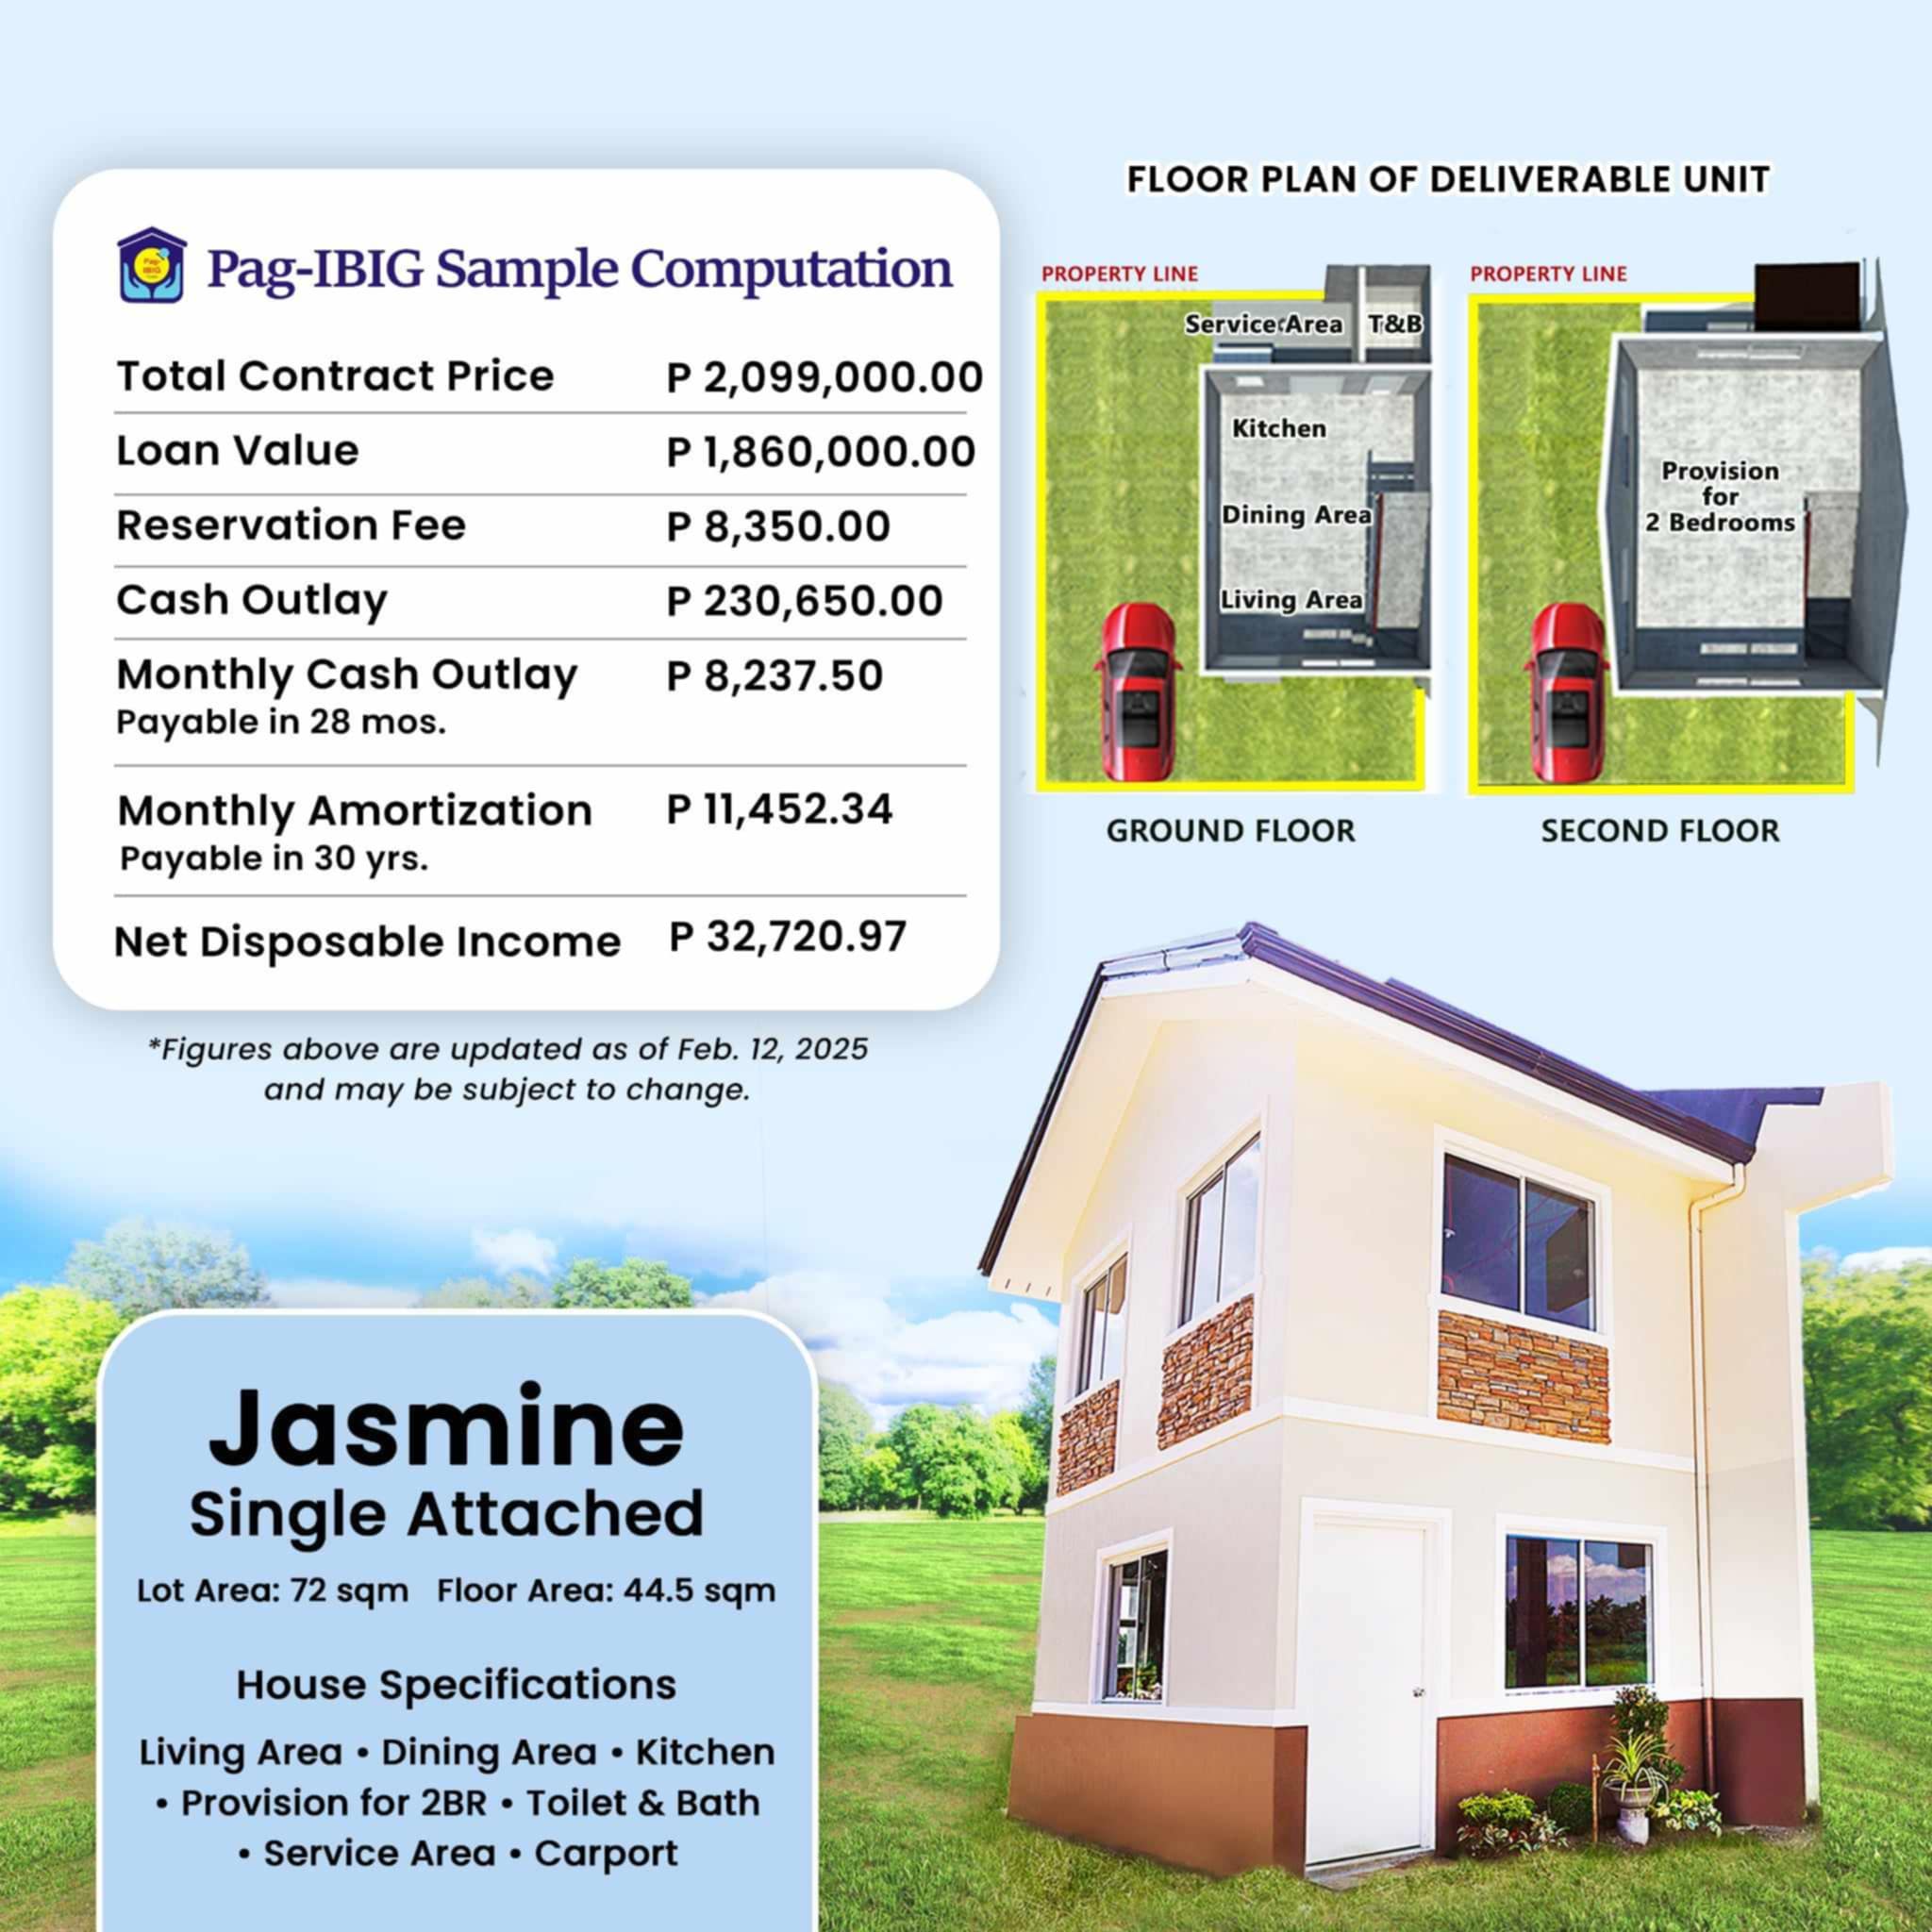 Pag-IBIG Sample Computation
Total Contract Price P 2,099,000.00
Loan Value P 1,860,000.00
Reservation Fee P 8,350.00
Cash Outlay P 230,650.00
Monthly Cash Outlay P 8,237.50
Payable in 28 mos.
Monthly Amortization P 11,452.34
Payable in 30 yrs.
Net Disposable Income P 32,720.97
*Figures above are updated as of Feb. 12, 2025
and may be subject to change.
FLOOR PLAN OF DELIVERABLE UNIT
PROPERTY LINE
Service Area T&B
Kitchen
Dining Area
Living Area
GROUND FLOOR
PROPERTY LINE
Provision
for
2 Bedrooms
SECOND FLOOR
Jasmine
Single Attached
Lot Area: 72 sqm Floor Area: 44.5 sqm
House Specifications
Living Area • Dining Area • Kitchen
• Provision for 2BR • Toilet & Bath
• Service Area • Carport